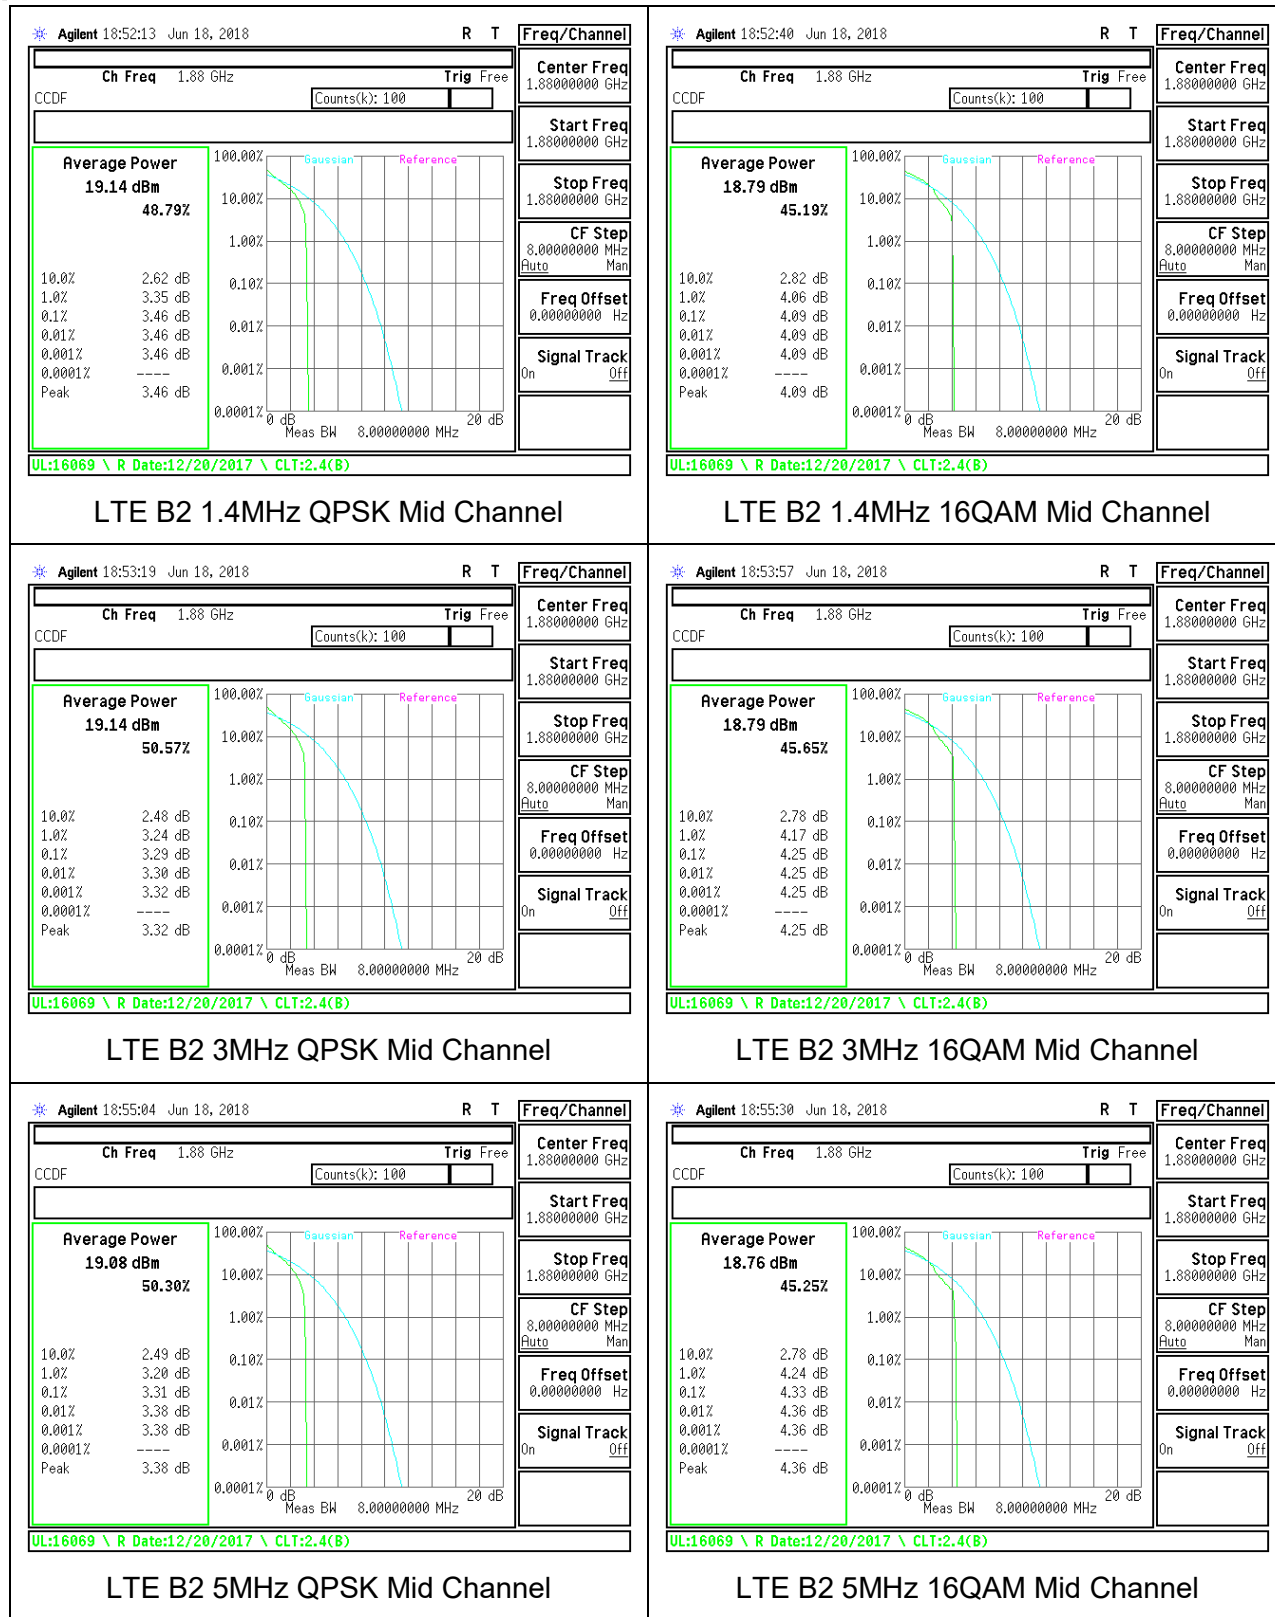 Agilent 18:52:13 Jun 18, 2018 R T Freq/Channel
Ch Freq 1.88 GHz Trig Free
CCDF Counts(k): 100
Center Freq
1.88000000 GHz
Start Freq
1.88000000 GHz
Stop Freq
1.88000000 GHz
CF Step
8.00000000 MHz
Auto Man
Freq Offset
0.00000000 Hz
Signal Track
On Off
Average Power
19.14 dBm
48.79%
10.0% 2.62 dB
1.0% 3.35 dB
0.1% 3.46 dB
0.01% 3.46 dB
0.001% 3.46 dB
0.0001% ----
Peak 3.46 dB
Gaussian Reference
100.00%
10.00%
1.00%
0.10%
0.01%
0.001%
0.0001%
0 dB 20 dB
Meas BW 8.00000000 MHz
UL:16069 \ R Date:12/20/2017 \ CLT:2.4(B)
LTE B2 1.4MHz QPSK Mid Channel
Agilent 18:52:40 Jun 18, 2018 R T Freq/Channel
Ch Freq 1.88 GHz Trig Free
CCDF Counts(k): 100
Center Freq
1.88000000 GHz
Start Freq
1.88000000 GHz
Stop Freq
1.88000000 GHz
CF Step
8.00000000 MHz
Auto Man
Freq Offset
0.00000000 Hz
Signal Track
On Off
Average Power
18.79 dBm
45.19%
10.0% 2.82 dB
1.0% 4.06 dB
0.1% 4.09 dB
0.01% 4.09 dB
0.001% 4.09 dB
0.0001% ----
Peak 4.09 dB
Gaussian Reference
100.00%
10.00%
1.00%
0.10%
0.01%
0.001%
0.0001%
0 dB 20 dB
Meas BW 8.00000000 MHz
UL:16069 \ R Date:12/20/2017 \ CLT:2.4(B)
LTE B2 1.4MHz 16QAM Mid Channel
Agilent 18:53:19 Jun 18, 2018 R T Freq/Channel
Ch Freq 1.88 GHz Trig Free
CCDF Counts(k): 100
Center Freq
1.88000000 GHz
Start Freq
1.88000000 GHz
Stop Freq
1.88000000 GHz
CF Step
8.00000000 MHz
Auto Man
Freq Offset
0.00000000 Hz
Signal Track
On Off
Average Power
19.14 dBm
50.57%
10.0% 2.48 dB
1.0% 3.24 dB
0.1% 3.29 dB
0.01% 3.30 dB
0.001% 3.32 dB
0.0001% ----
Peak 3.32 dB
Gaussian Reference
100.00%
10.00%
1.00%
0.10%
0.01%
0.001%
0.0001%
0 dB 20 dB
Meas BW 8.00000000 MHz
UL:16069 \ R Date:12/20/2017 \ CLT:2.4(B)
LTE B2 3MHz QPSK Mid Channel
Agilent 18:53:57 Jun 18, 2018 R T Freq/Channel
Ch Freq 1.88 GHz Trig Free
CCDF Counts(k): 100
Center Freq
1.88000000 GHz
Start Freq
1.88000000 GHz
Stop Freq
1.88000000 GHz
CF Step
8.00000000 MHz
Auto Man
Freq Offset
0.00000000 Hz
Signal Track
On Off
Average Power
18.79 dBm
45.65%
10.0% 2.78 dB
1.0% 4.17 dB
0.1% 4.25 dB
0.01% 4.25 dB
0.001% 4.25 dB
0.0001% ----
Peak 4.25 dB
Gaussian Reference
100.00%
10.00%
1.00%
0.10%
0.01%
0.001%
0.0001%
0 dB 20 dB
Meas BW 8.00000000 MHz
UL:16069 \ R Date:12/20/2017 \ CLT:2.4(B)
LTE B2 3MHz 16QAM Mid Channel
Agilent 18:55:04 Jun 18, 2018 R T Freq/Channel
Ch Freq 1.88 GHz Trig Free
CCDF Counts(k): 100
Center Freq
1.88000000 GHz
Start Freq
1.88000000 GHz
Stop Freq
1.88000000 GHz
CF Step
8.00000000 MHz
Auto Man
Freq Offset
0.00000000 Hz
Signal Track
On Off
Average Power
19.08 dBm
50.30%
10.0% 2.49 dB
1.0% 3.20 dB
0.1% 3.31 dB
0.01% 3.38 dB
0.001% 3.38 dB
0.0001% ----
Peak 3.38 dB
Gaussian Reference
100.00%
10.00%
1.00%
0.10%
0.01%
0.001%
0.0001%
0 dB 20 dB
Meas BW 8.00000000 MHz
UL:16069 \ R Date:12/20/2017 \ CLT:2.4(B)
LTE B2 5MHz QPSK Mid Channel
Agilent 18:55:30 Jun 18, 2018 R T Freq/Channel
Ch Freq 1.88 GHz Trig Free
CCDF Counts(k): 100
Center Freq
1.88000000 GHz
Start Freq
1.88000000 GHz
Stop Freq
1.88000000 GHz
CF Step
8.00000000 MHz
Auto Man
Freq Offset
0.00000000 Hz
Signal Track
On Off
Average Power
18.76 dBm
45.25%
10.0% 2.78 dB
1.0% 4.24 dB
0.1% 4.33 dB
0.01% 4.36 dB
0.001% 4.36 dB
0.0001% ----
Peak 4.36 dB
Gaussian Reference
100.00%
10.00%
1.00%
0.10%
0.01%
0.001%
0.0001%
0 dB 20 dB
Meas BW 8.00000000 MHz
UL:16069 \ R Date:12/20/2017 \ CLT:2.4(B)
LTE B2 5MHz 16QAM Mid Channel